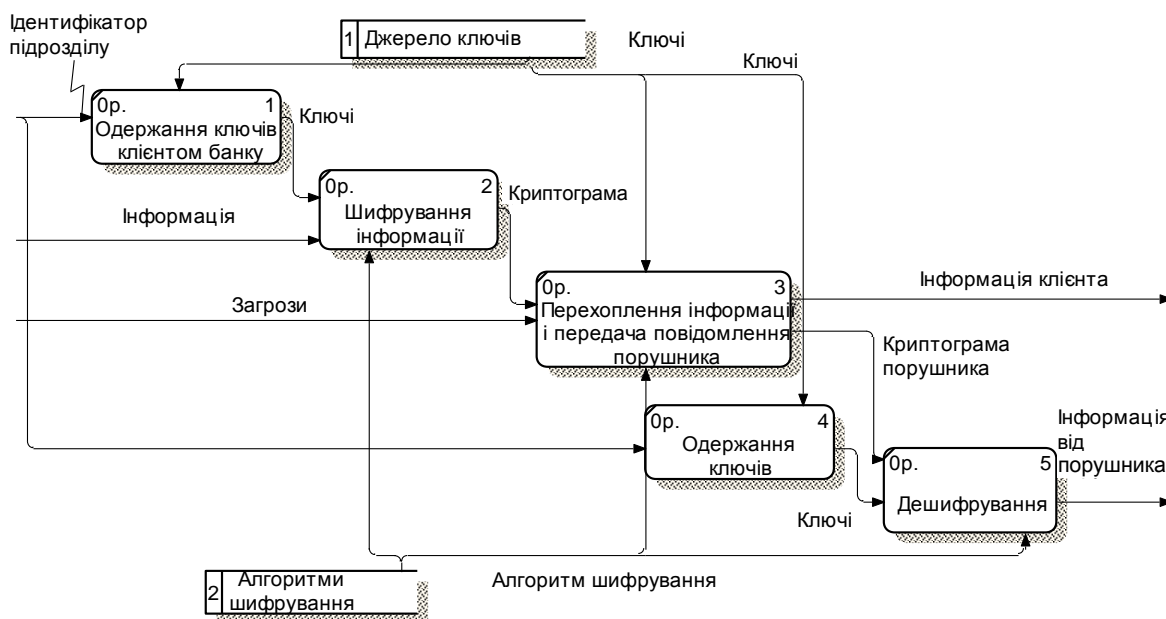 Ідентифікатор
підрозділу
1 Джерело ключів
Ключі
Ключі
0р. 1
Одержання ключів
клієнтом банку
Ключі
0р. 2
Шифрування
інформації
Криптограма
Інформація
Загрози
0р. 3
Перехоплення інформації
і передача повідомлення
порушника
Інформація клієнта
Криптограма
порушника
0р. 4
Одержання
ключів
Ключі
0р. 5
Дешифрування
Інформація
від
порушника
2 Алгоритми
шифрування
Алгоритм шифрування